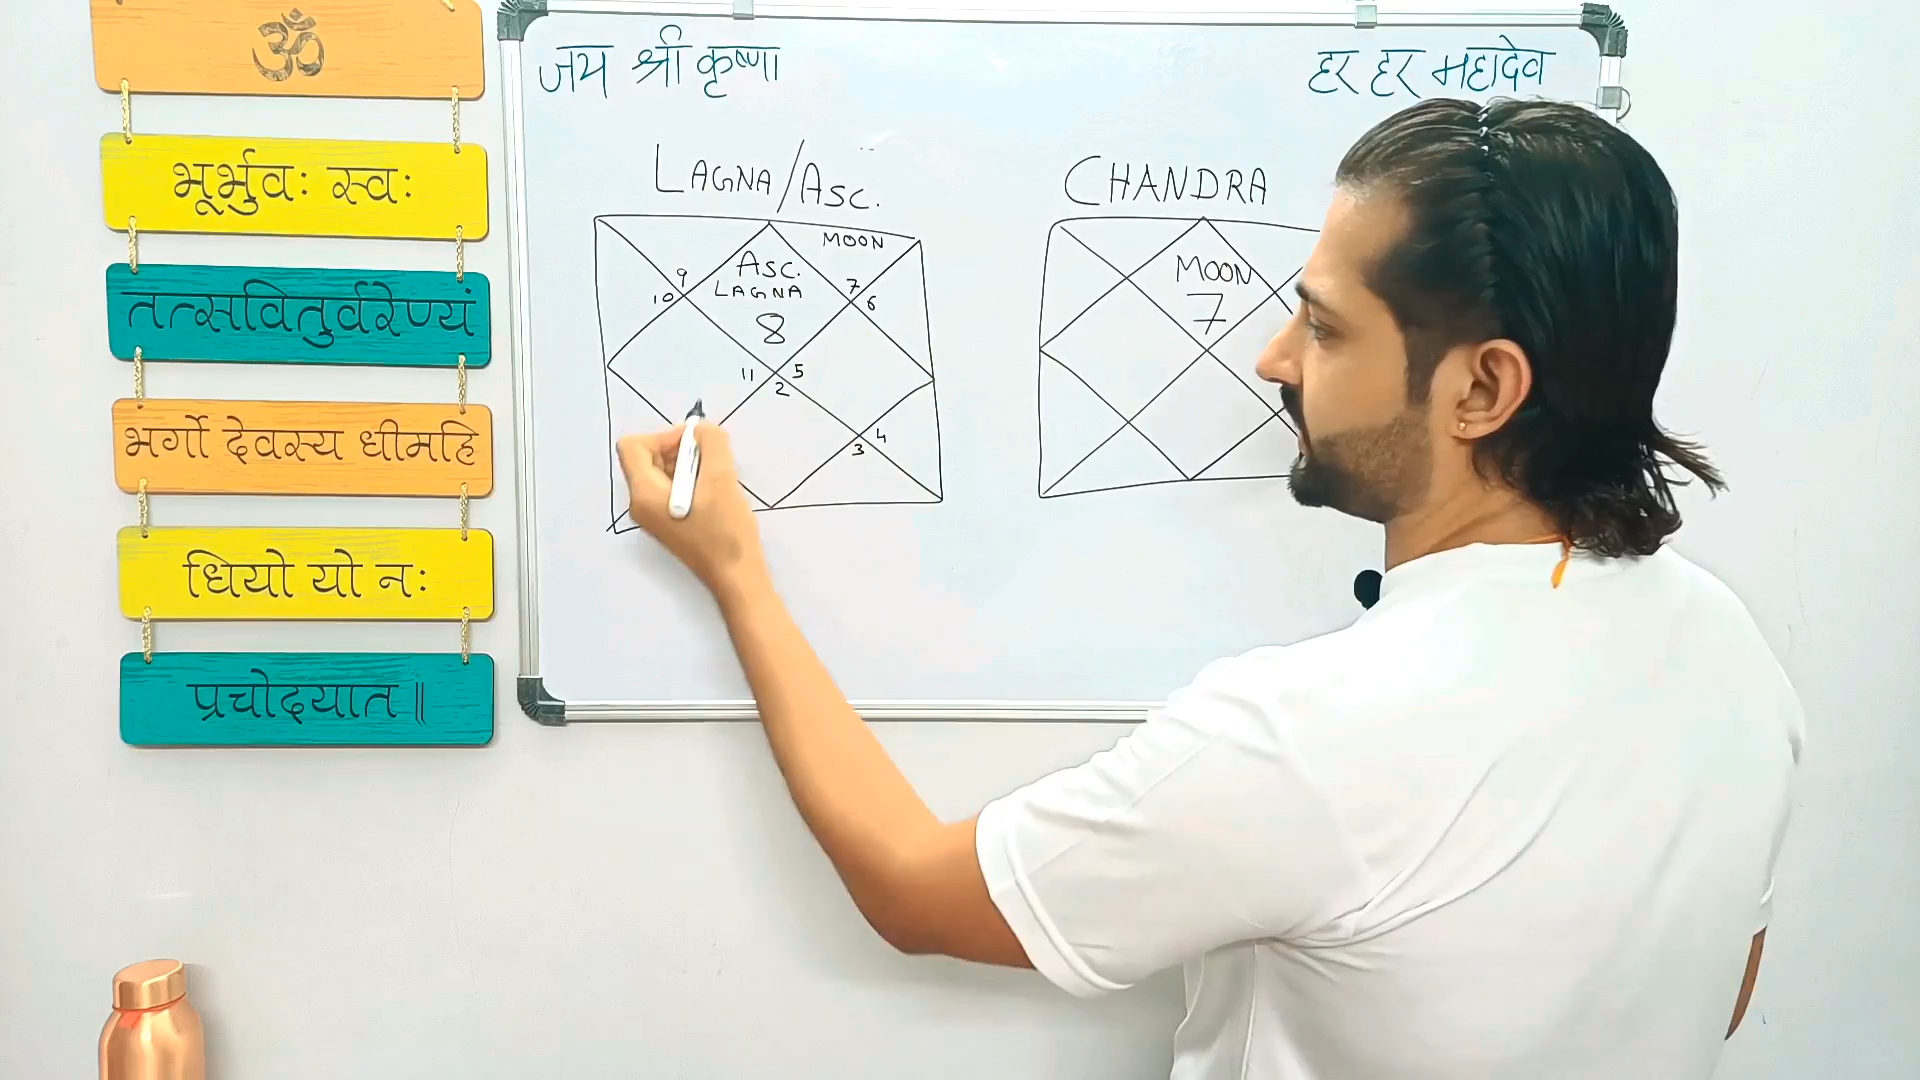 ॐ
भूर्भुवः स्वः
तत्सवितुर्वरेण्यं
भर्गो देवस्य धीमहि
धियो यो नः
प्रचोदयात॥
जय श्री कृष्णा
हर हर महादेव
LAGNA/ASC.
MOON
ASC.
LAGNA
8
9
10
7
6
11
5
2
4
3
CHANDRA
MOON
7